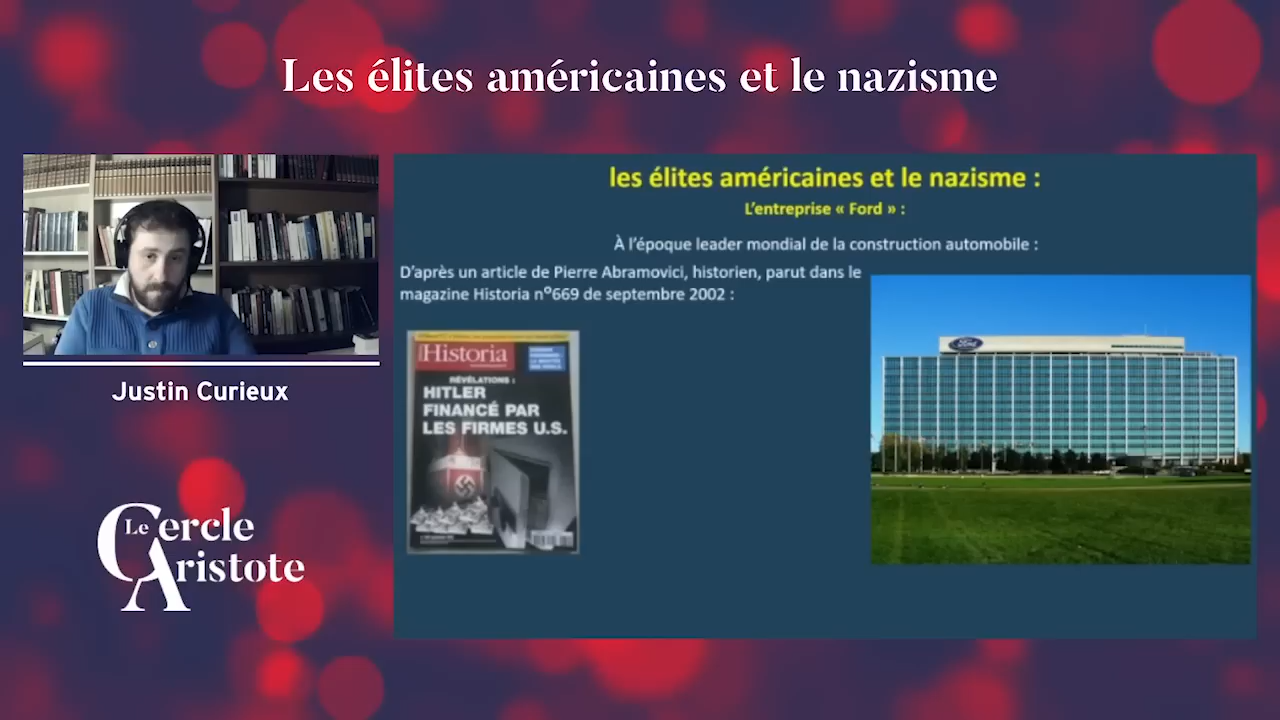 Les élites américaines et le nazisme
les élites américaines et le nazisme :
L'entreprise « Ford » :
À l'époque leader mondial de la construction automobile :
D'après un article de Pierre Abramovici, historien, parut dans le
magazine Historia n°669 de septembre 2002 :
Historia
RÉVÉLATIONS :
HITLER
FINANCÉ PAR
LES FIRMES U.S.
Ford
Justin Curieux
Le Cercle
Aristote